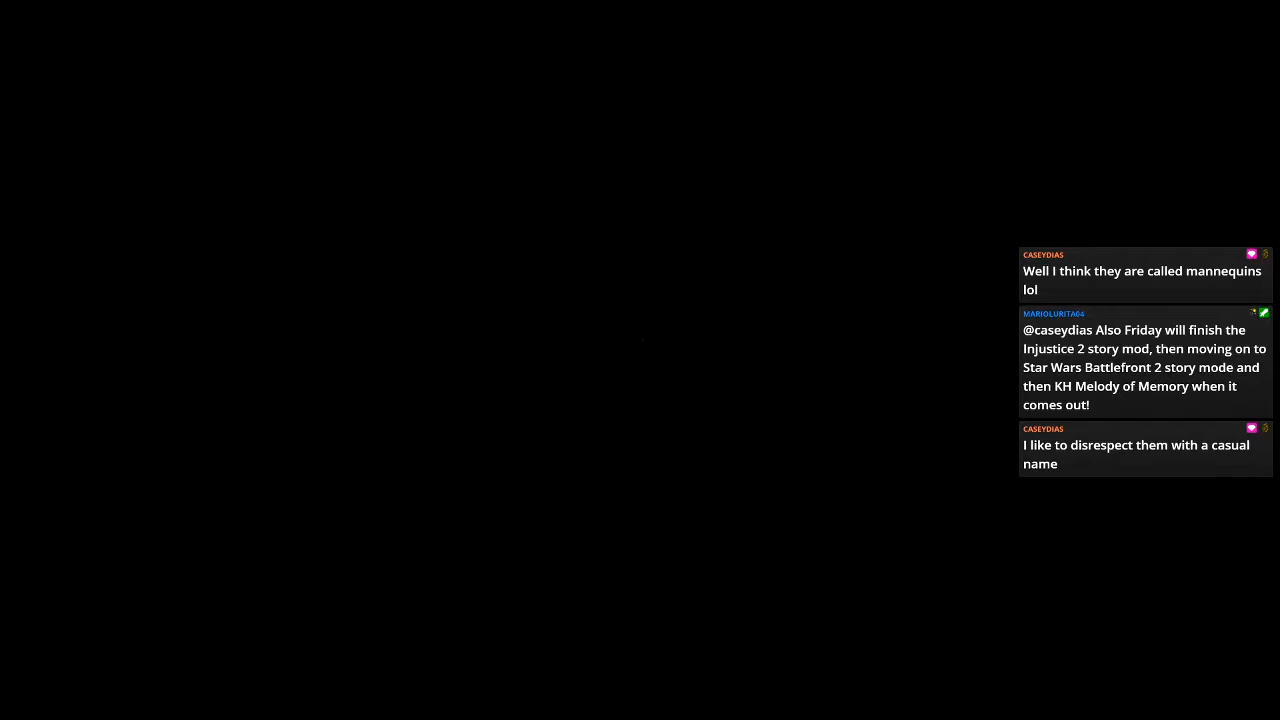 CASEYDIAS
Well I think they are called mannequins
lol
MARIOLURITA04
@caseydias Also Friday will finish the
Injustice 2 story mod, then moving on to
Star Wars Battlefront 2 story mode and
then KH Melody of Memory when it
comes out!
CASEYDIAS
I like to disrespect them with a casual
name